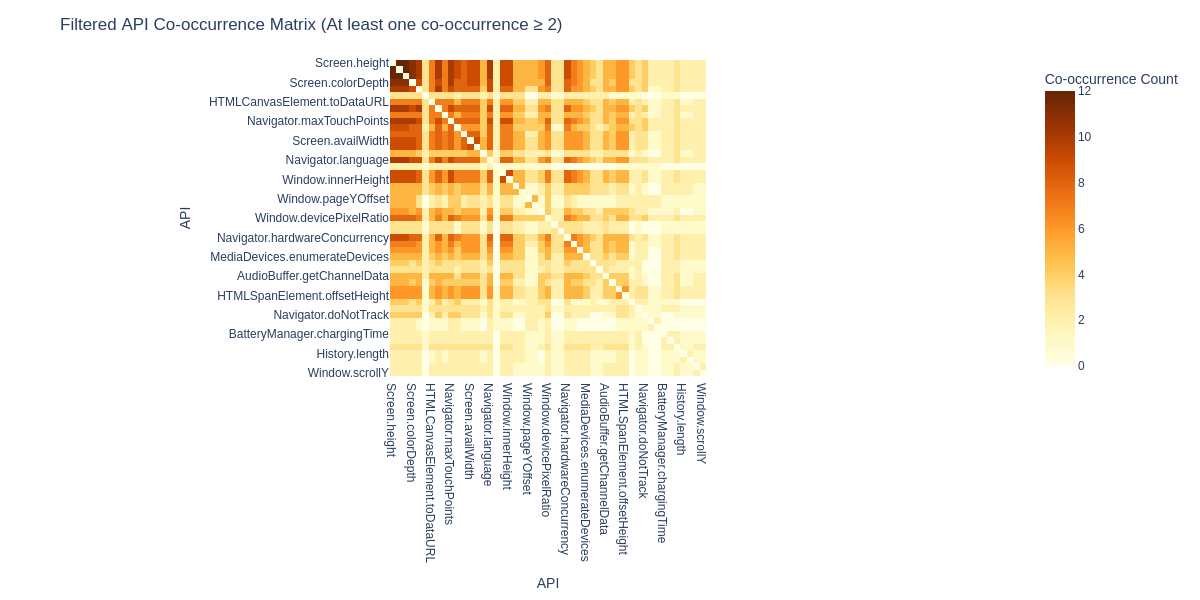 Filtered API Co-occurrence Matrix (At least one co-occurrence ≥ 2)
Co-occurrence Count
12
10
8
6
4
2
0
API
Screen.height
Screen.colorDepth
HTMLCanvasElement.toDataURL
Navigator.maxTouchPoints
Screen.availWidth
Navigator.language
Window.innerHeight
Window.pageYOffset
Window.devicePixelRatio
Navigator.hardwareConcurrency
MediaDevices.enumerateDevices
AudioBuffer.getChannelData
HTMLSpanElement.offsetHeight
Navigator.doNotTrack
BatteryManager.chargingTime
History.length
Window.scrollY
Screen.height
Screen.colorDepth
HTMLCanvasElement.toDataURL
Navigator.maxTouchPoints
Screen.availWidth
Navigator.language
Window.innerHeight
Window.pageYOffset
Window.devicePixelRatio
Navigator.hardwareConcurrency
MediaDevices.enumerateDevices
AudioBuffer.getChannelData
HTMLSpanElement.offsetHeight
Navigator.doNotTrack
BatteryManager.chargingTime
History.length
Window.scrollY
API